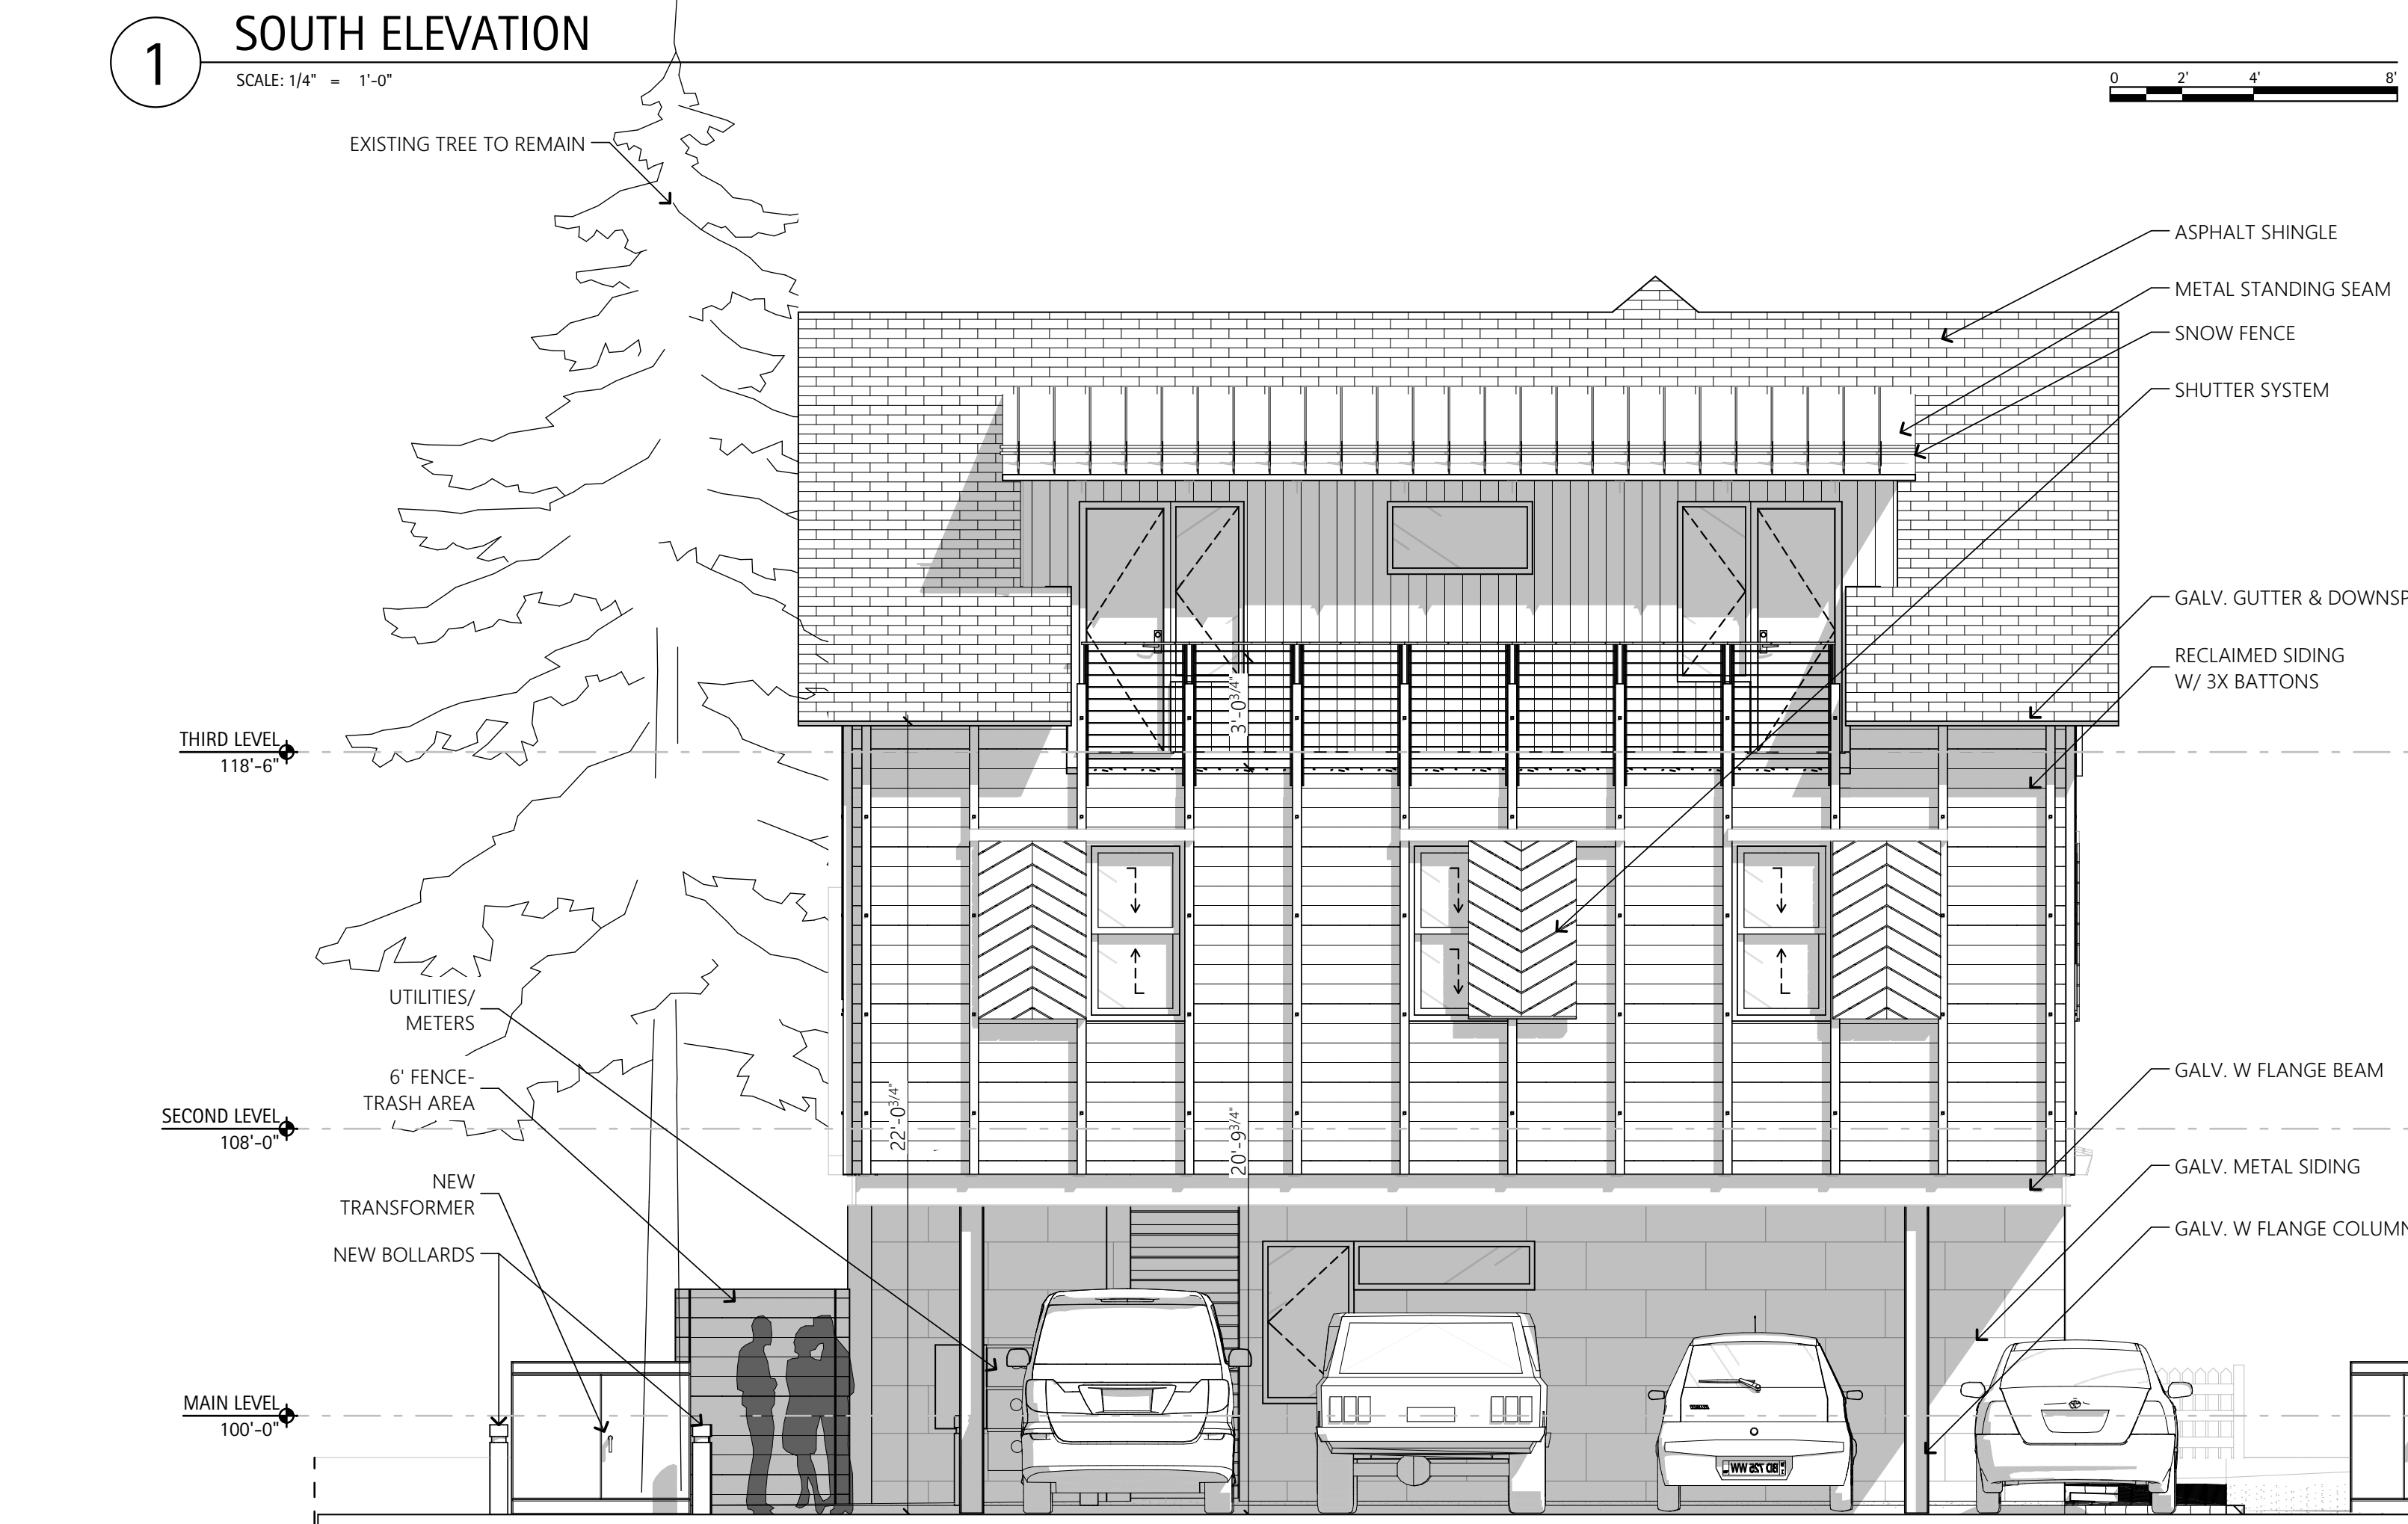 1
SOUTH ELEVATION
SCALE: 1/4" = 1'-0"
0 2' 4' 8'
EXISTING TREE TO REMAIN
ASPHALT SHINGLE
METAL STANDING SEAM
SNOW FENCE
SHUTTER SYSTEM
GALV. GUTTER & DOWNSP
RECLAIMED SIDING
W/ 3X BATTONS
3'-0 3/4"
THIRD LEVEL
118'-6"
UTILITIES/
METERS
6' FENCE-
TRASH AREA
GALV. W FLANGE BEAM
22'-0 3/4"
20'-9 3/4"
SECOND LEVEL
108'-0"
GALV. METAL SIDING
NEW
TRANSFORMER
GALV. W FLANGE COLUMN
NEW BOLLARDS
MAIN LEVEL
100'-0"